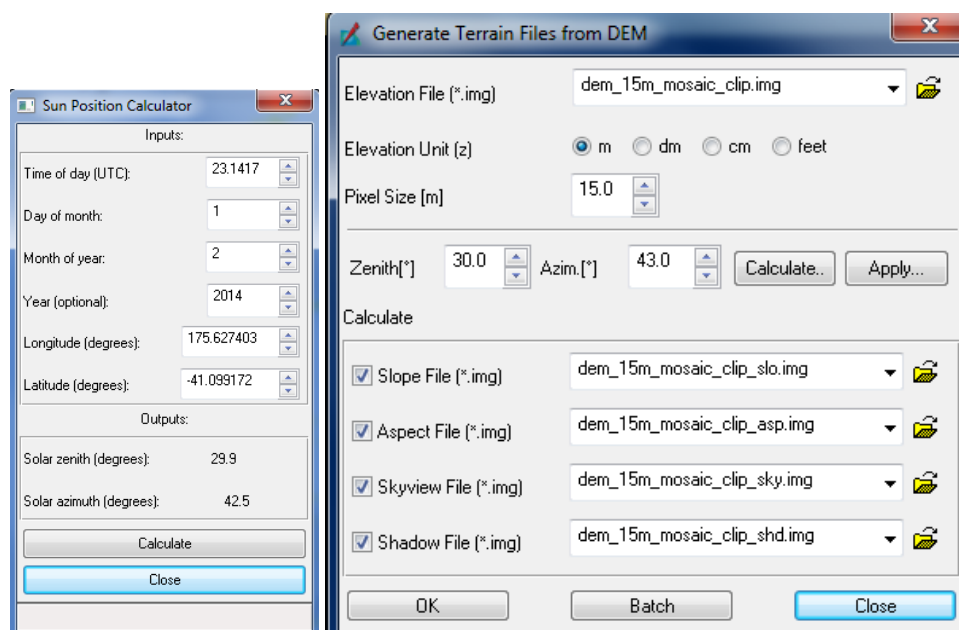 Sun Position Calculator
Inputs:
Time of day (UTC): 23.1417
Day of month: 1
Month of year: 2
Year (optional): 2014
Longitude (degrees): 175.627403
Latitude (degrees): -41.099172
Outputs:
Solar zenith (degrees): 29.9
Solar azimuth (degrees): 42.5
Calculate
Close
Generate Terrain Files from DEM
Elevation File (*.img) dem_15m_mosaic_clip.img
Elevation Unit (z) m dm cm feet
Pixel Size [m] 15.0
Zenith[°] 30.0 Azim.[°] 43.0 Calculate.. Apply...
Calculate
Slope File (*.img) dem_15m_mosaic_clip_slo.img
Aspect File (*.img) dem_15m_mosaic_clip_asp.img
Skyview File (*.img) dem_15m_mosaic_clip_sky.img
Shadow File (*.img) dem_15m_mosaic_clip_shd.img
OK Batch Close